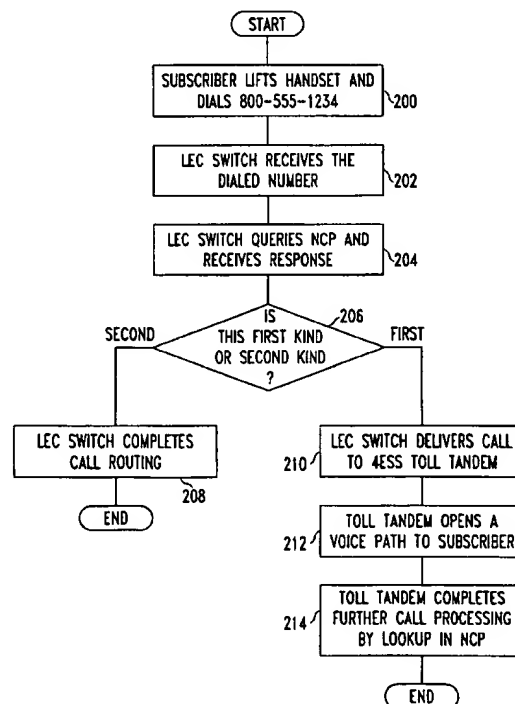 START
SUBSCRIBER LIFTS HANDSET AND
DIALS 800-555-1234
200
LEC SWITCH RECEIVES THE
DIALED NUMBER
202
LEC SWITCH QUERIES NCP AND
RECEIVES RESPONSE
204
206
IS
THIS FIRST KIND
OR SECOND KIND
?
SECOND
FIRST
LEC SWITCH COMPLETES
CALL ROUTING
208
END
LEC SWITCH DELIVERS CALL
TO 4ESS TOLL TANDEM
210
TOLL TANDEM OPENS A
VOICE PATH TO SUBSCRIBER
212
TOLL TANDEM COMPLETES
FURTHER CALL PROCESSING
BY LOOKUP IN NCP
214
END